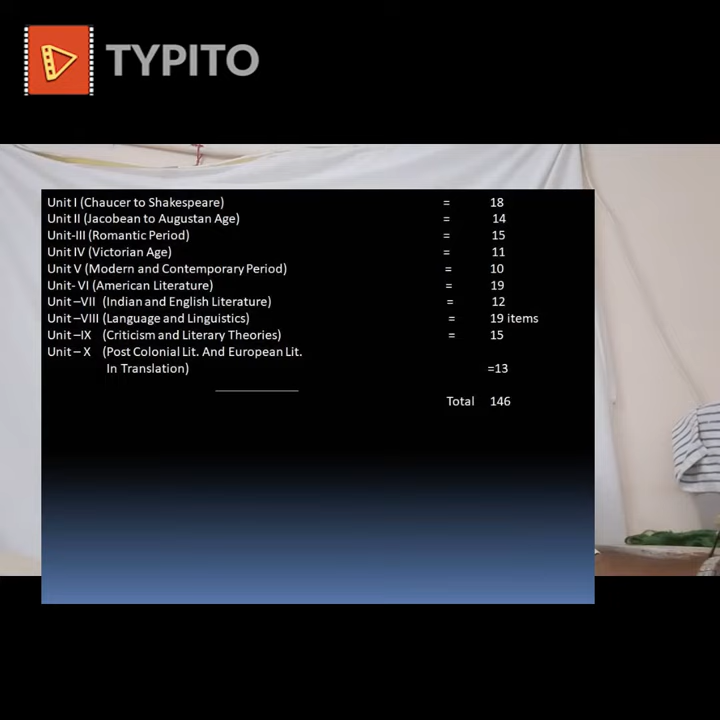 TYPITO
Unit I (Chaucer to Shakespeare) = 18
Unit II (Jacobean to Augustan Age) = 14
Unit-III (Romantic Period) = 15
Unit IV (Victorian Age) = 11
Unit V (Modern and Contemporary Period) = 10
Unit- VI (American Literature) = 19
Unit –VII (Indian and English Literature) = 12
Unit –VIII (Language and Linguistics) = 19 items
Unit –IX (Criticism and Literary Theories) = 15
Unit – X (Post Colonial Lit. And European Lit.
In Translation) =13
Total 146